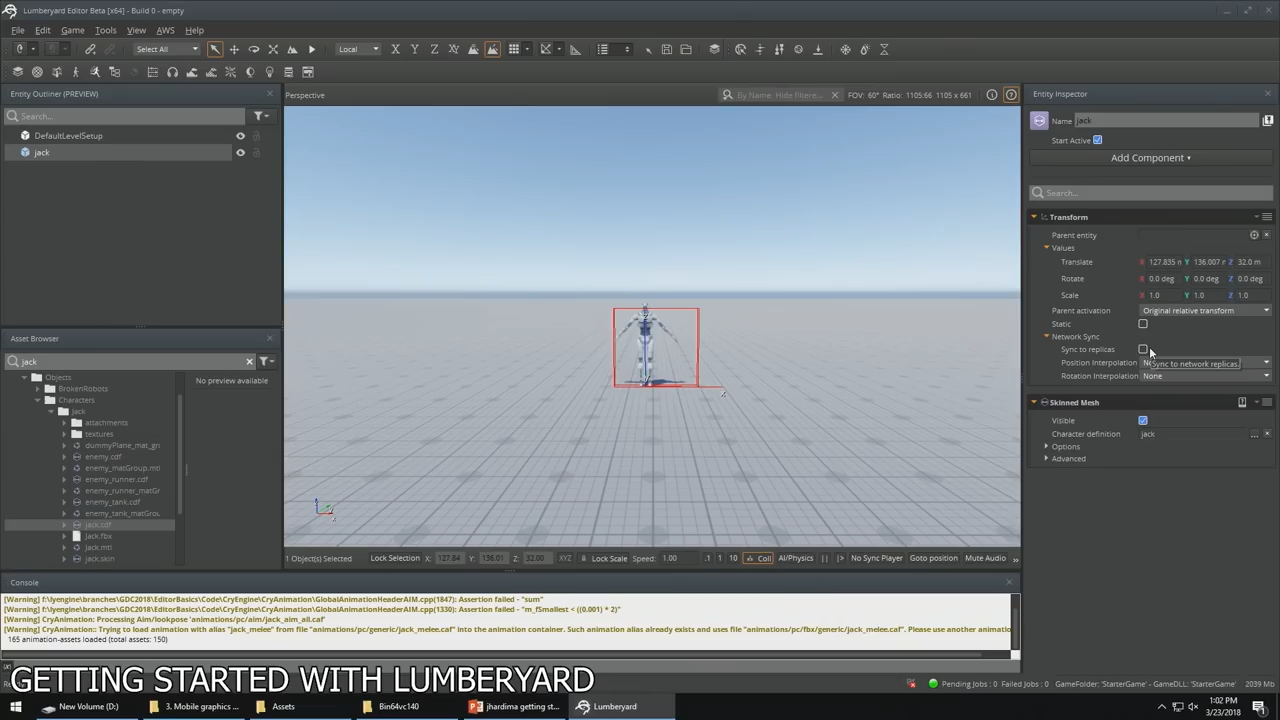 Lumberyard Editor Beta [x64] - Build 0 - empty
File Edit Game Tools View AWS Help
Select All
Local
X Y Z XY
Entity Outliner (PREVIEW)
Search...
DefaultLevelSetup
jack
Perspective
By Name. Hide filtere...
FOV: 60° Ratio: 1105:66 1105 x 661
Entity Inspector
Name jack
Start Active
Add Component
Search...
Transform
Parent entity
Values
Translate X 127.835 Y 136.007 Z 32.0 m
Rotate X 0.0 deg Y 0.0 deg Z 0.0 deg
Scale X 1.0 Y 1.0 Z 1.0
Parent activation Original relative transform
Static
Network Sync
Sync to replicas
Position Interpolation
Sync to network replicas.
Rotation Interpolation None
Skinned Mesh
Visible
Character definition jack ...
Options
Advanced
Asset Browser
jack
No preview available
Objects
BrokenRobots
Characters
Jack
attachments
textures
dummyPlane_mat_gr
enemy.cdf
enemy_matGroup.mtl
enemy_runner.cdf
enemy_runner_matGr
enemy_tank.cdf
enemy_tank_matGrou
jack.cdf
Jack.fbx
jack.mtl
jack.skin
1 Object(s) Selected Lock Selection X: 127.84 Y: 136.01 Z: 32.00 XYZ Lock Scale Speed: 1.00 .1 1 10 Coll AI/Physics No Sync Player Goto position Mute Audio »
Console
[Warning] f:\lyengine\branches\GDC2018\EditorBasics\Code\CryEngine\CryAnimation\GlobalAnimationHeaderAIM.cpp(1847): Assertion failed - "sum"
[Warning] f:\lyengine\branches\GDC2018\EditorBasics\Code\CryEngine\CryAnimation\GlobalAnimationHeaderAIM.cpp(1330): Assertion failed - "m_fSmallest < ((0.001) * 2)"
[Warning] CryAnimation: Processing Aim/lookpose 'animations/pc/aim/jack_aim_all.caf'
[Warning] CryAnimation:: Trying to load animation with alias "jack_melee" from file "animations/pc/generic/jack_melee.caf" into the animation container. Such animation alias already exists and uses file "animations/pc/fbx/generic/jack_melee.caf". Please use another animatio
165 animation-assets loaded (total assets: 150)
GETTING STARTED WITH LUMBERYARD
Pending Jobs : 0 Failed Jobs : 0 GameFolder: 'StarterGame' - GameDLL: 'StarterGame' 2039 Mb
New Volume (D:)
3. Mobile graphics ...
Assets
Bin64vc140
jhardima getting st...
Lumberyard
1:02 PM
3/23/2018